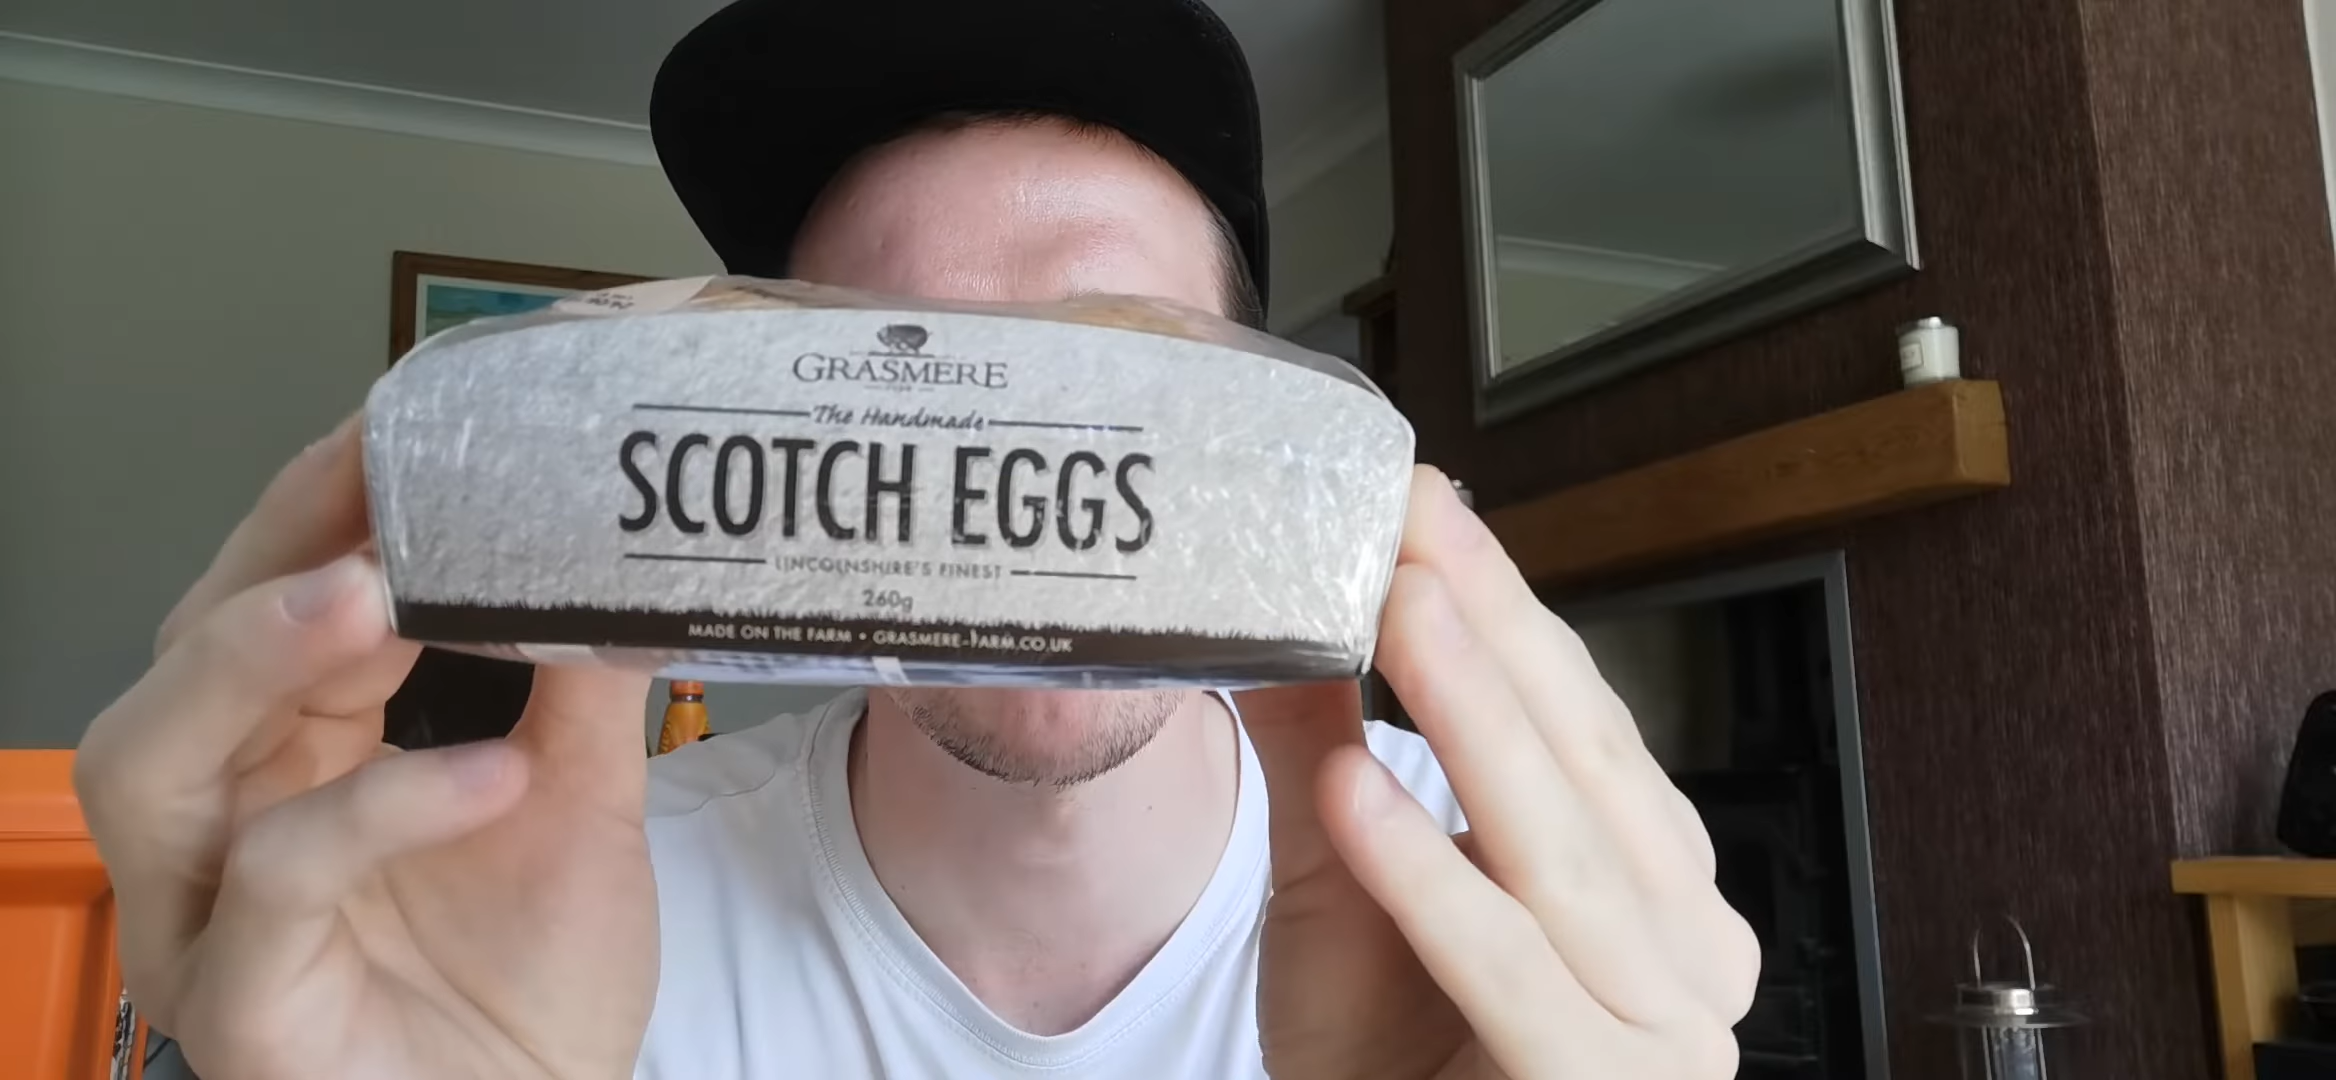 GRASMERE
The Handmade
SCOTCH EGGS
LINCOLNSHIRE'S FINEST
260g
MADE ON THE FARM • GRASMERE-FARM.CO.UK